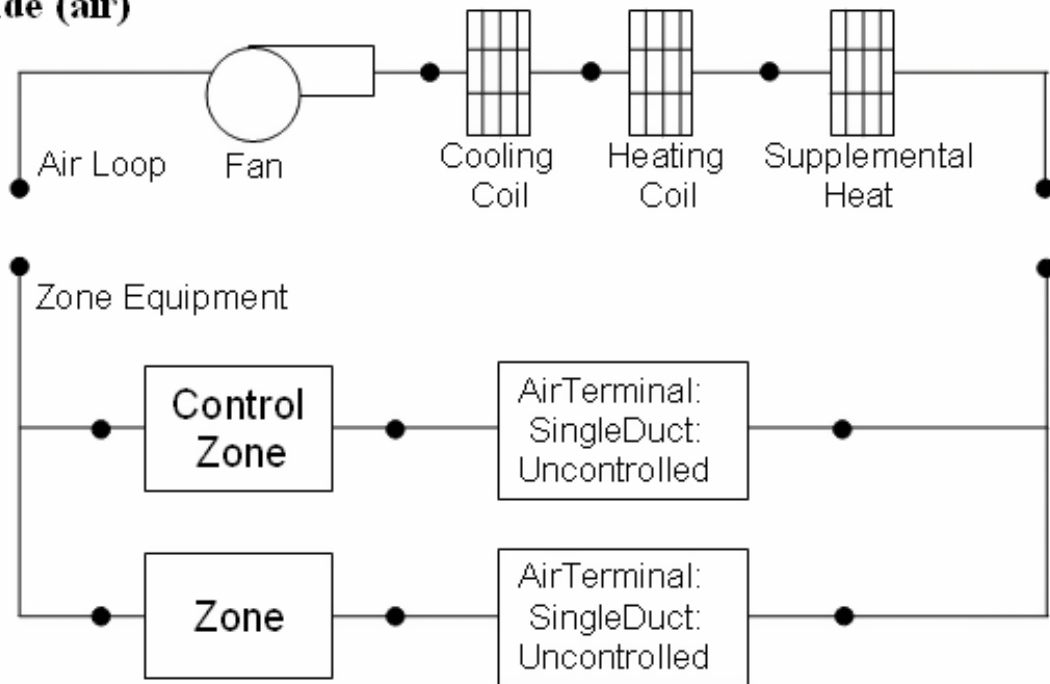 (air)
Air Loop
Fan
Cooling
Coil
Heating
Coil
Supplemental
Heat
Zone Equipment
Control
Zone
AirTerminal:
SingleDuct:
Uncontrolled
Zone
AirTerminal:
SingleDuct:
Uncontrolled